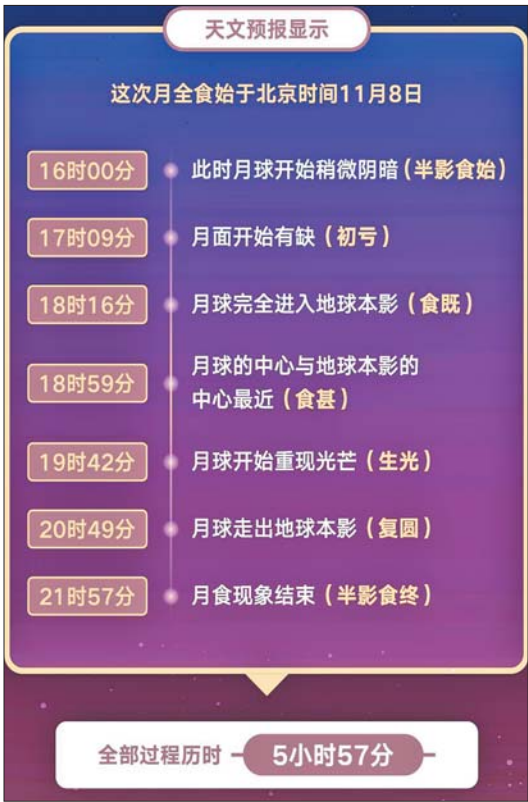 天文预报显示
这次月全食始于北京时间11月8日
16时00分 此时月球开始稍微阴暗(半影食始)
17时09分 月面开始有缺(初亏)
18时16分 月球完全进入地球本影(食既)
18时59分 月球的中心与地球本影的
中心最近(食甚)
19时42分 月球开始重现光芒(生光)
20时49分 月球走出地球本影(复圆)
21时57分 月食现象结束(半影食终)
全部过程历时 5小时57分